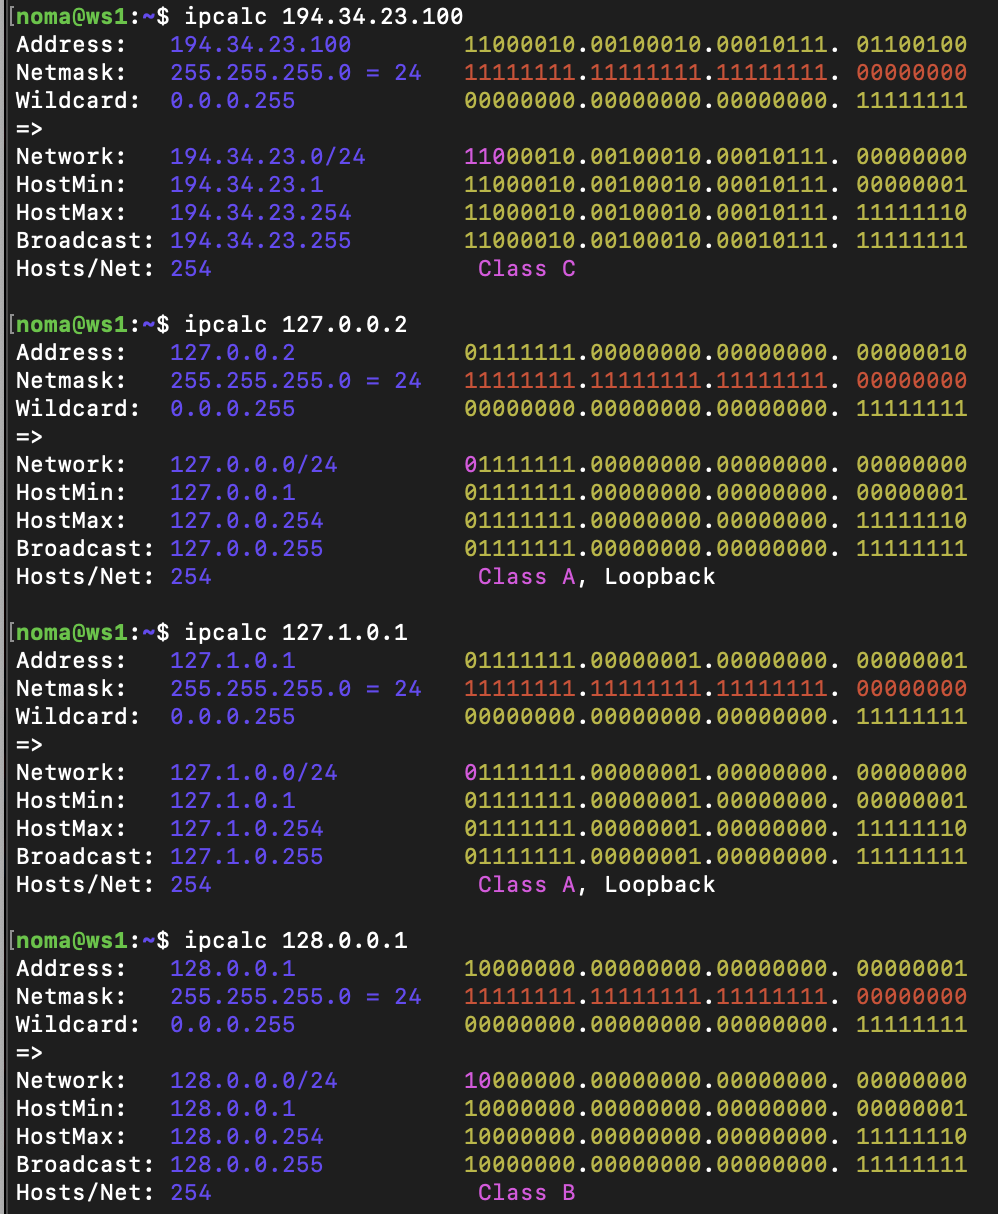 [noma@ws1:~$ ipcalc 194.34.23.100
Address:   194.34.23.100        11000010.00100010.00010111. 01100100
Netmask:   255.255.255.0 = 24   11111111.11111111.11111111. 00000000
Wildcard:  0.0.0.255            00000000.00000000.00000000. 11111111
=>
Network:   194.34.23.0/24       11000010.00100010.00010111. 00000000
HostMin:   194.34.23.1          11000010.00100010.00010111. 00000001
HostMax:   194.34.23.254        11000010.00100010.00010111. 11111110
Broadcast: 194.34.23.255        11000010.00100010.00010111. 11111111
Hosts/Net: 254                   Class C

[noma@ws1:~$ ipcalc 127.0.0.2
Address:   127.0.0.2            01111111.00000000.00000000. 00000010
Netmask:   255.255.255.0 = 24   11111111.11111111.11111111. 00000000
Wildcard:  0.0.0.255            00000000.00000000.00000000. 11111111
=>
Network:   127.0.0.0/24         01111111.00000000.00000000. 00000000
HostMin:   127.0.0.1            01111111.00000000.00000000. 00000001
HostMax:   127.0.0.254          01111111.00000000.00000000. 11111110
Broadcast: 127.0.0.255          01111111.00000000.00000000. 11111111
Hosts/Net: 254                   Class A, Loopback

[noma@ws1:~$ ipcalc 127.1.0.1
Address:   127.1.0.1            01111111.00000001.00000000. 00000001
Netmask:   255.255.255.0 = 24   11111111.11111111.11111111. 00000000
Wildcard:  0.0.0.255            00000000.00000000.00000000. 11111111
=>
Network:   127.1.0.0/24         01111111.00000001.00000000. 00000000
HostMin:   127.1.0.1            01111111.00000001.00000000. 00000001
HostMax:   127.1.0.254          01111111.00000001.00000000. 11111110
Broadcast: 127.1.0.255          01111111.00000001.00000000. 11111111
Hosts/Net: 254                   Class A, Loopback

[noma@ws1:~$ ipcalc 128.0.0.1
Address:   128.0.0.1            10000000.00000000.00000000. 00000001
Netmask:   255.255.255.0 = 24   11111111.11111111.11111111. 00000000
Wildcard:  0.0.0.255            00000000.00000000.00000000. 11111111
=>
Network:   128.0.0.0/24         10000000.00000000.00000000. 00000000
HostMin:   128.0.0.1            10000000.00000000.00000000. 00000001
HostMax:   128.0.0.254          10000000.00000000.00000000. 11111110
Broadcast: 128.0.0.255          10000000.00000000.00000000. 11111111
Hosts/Net: 254                   Class B